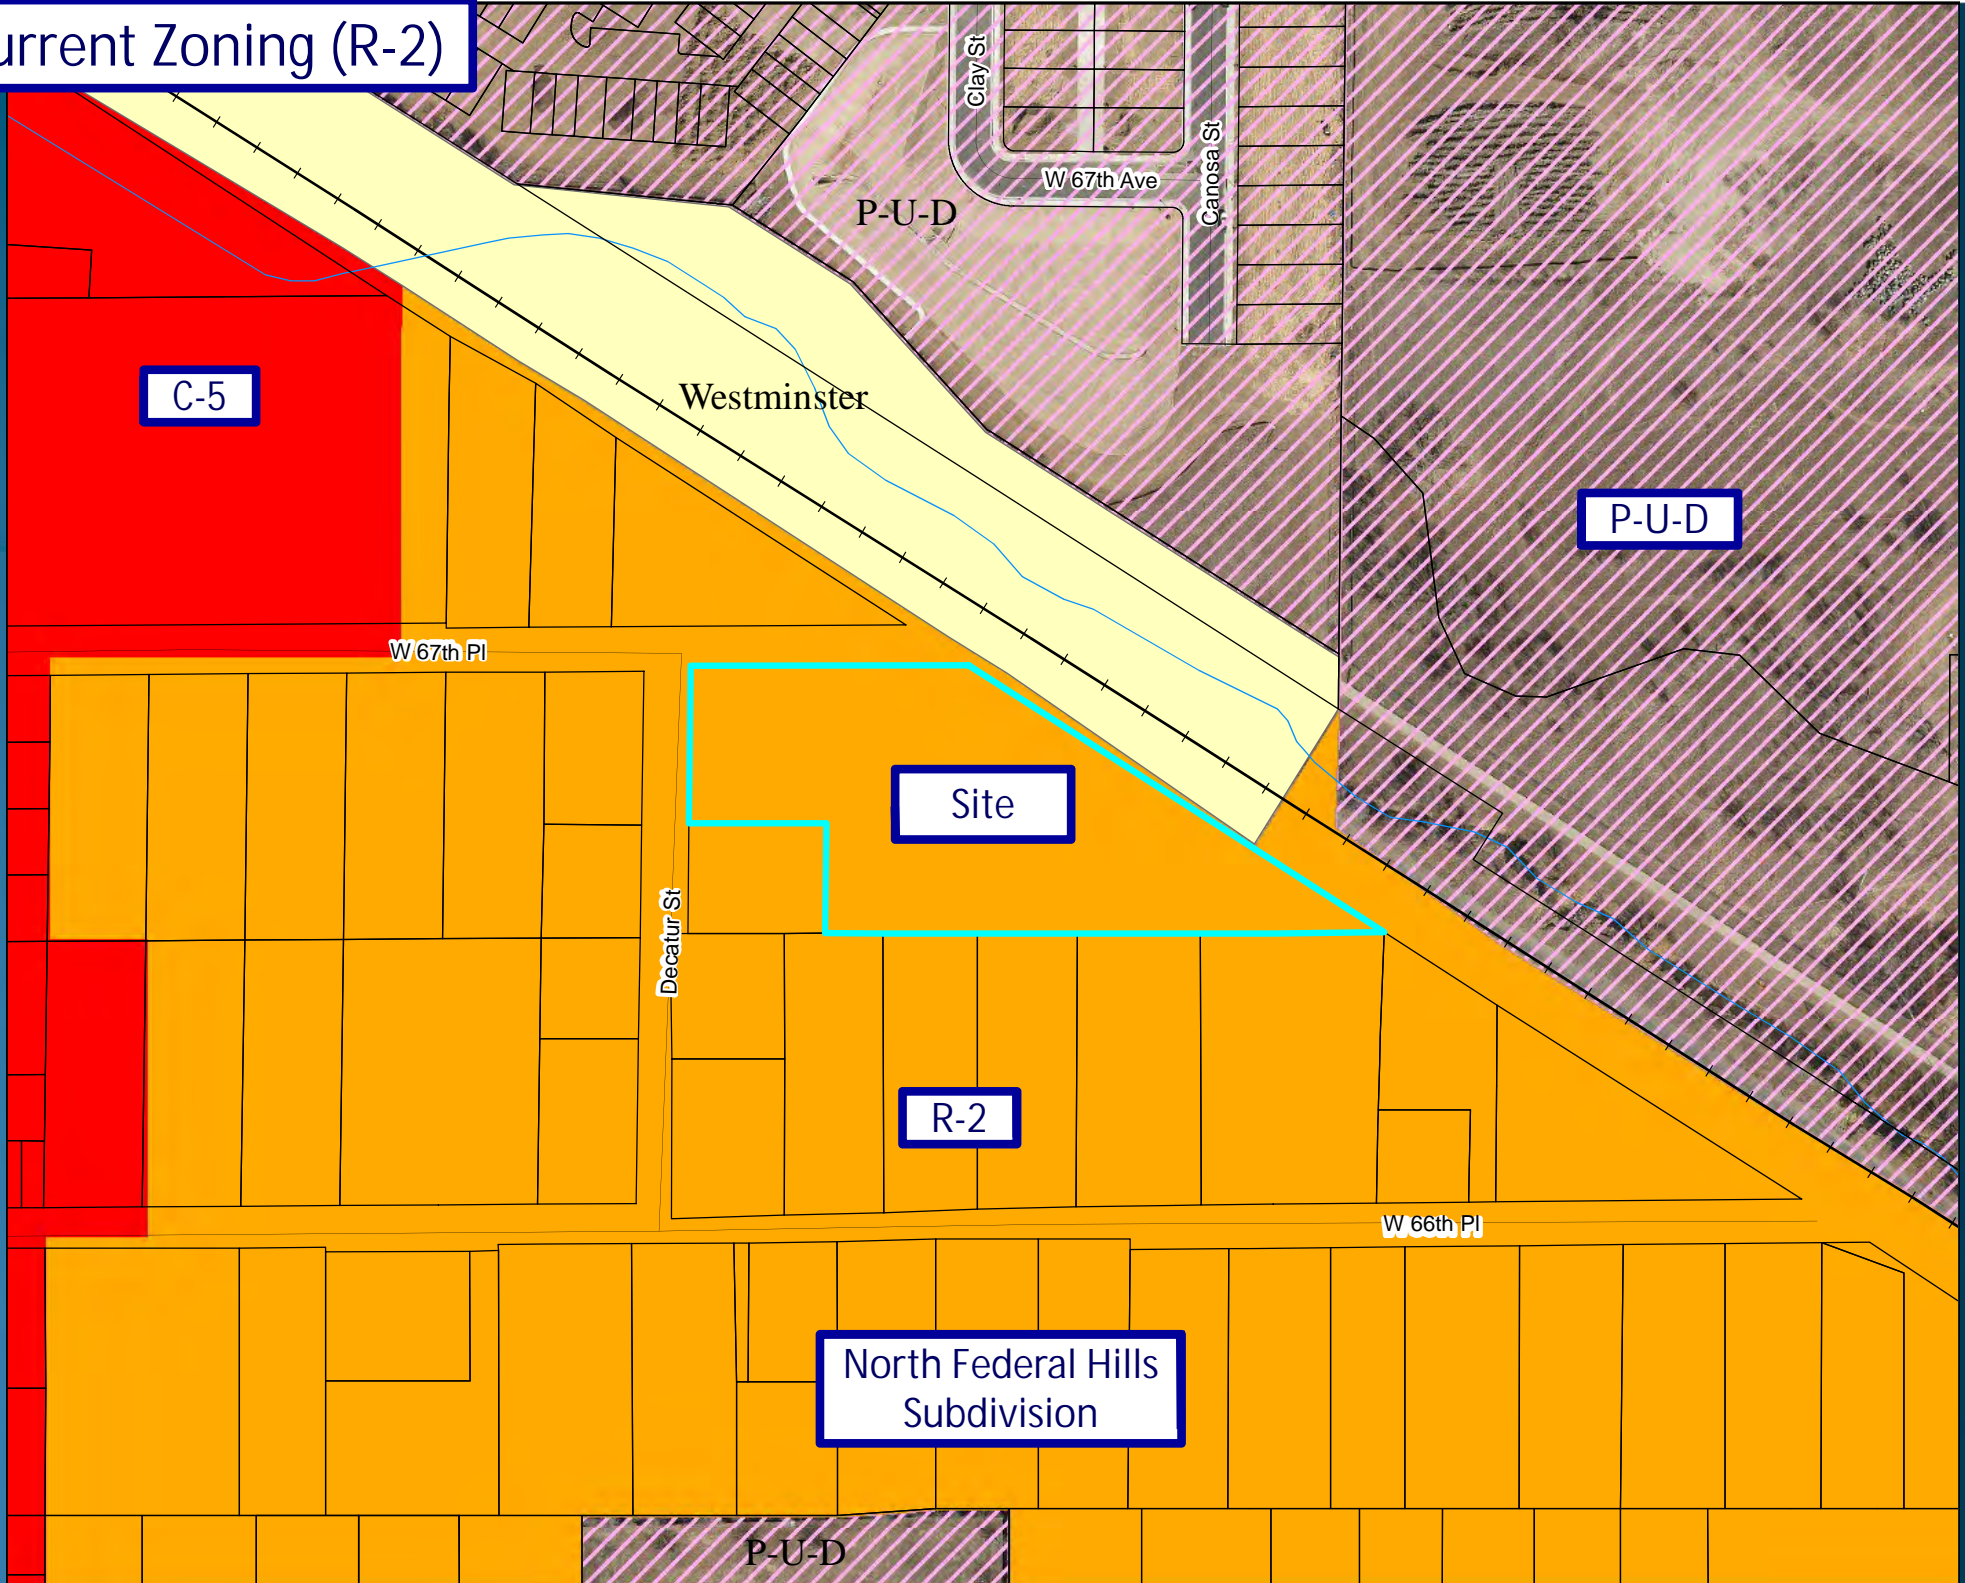 urrent Zoning (R-2)
Clay St
Canosa St
W 67th Ave
P-U-D
C-5
Westminster
P-U-D
W 67th Pl
Site
Decatur St
R-2
W 66th Pl
North Federal Hills
Subdivision
P-U-D